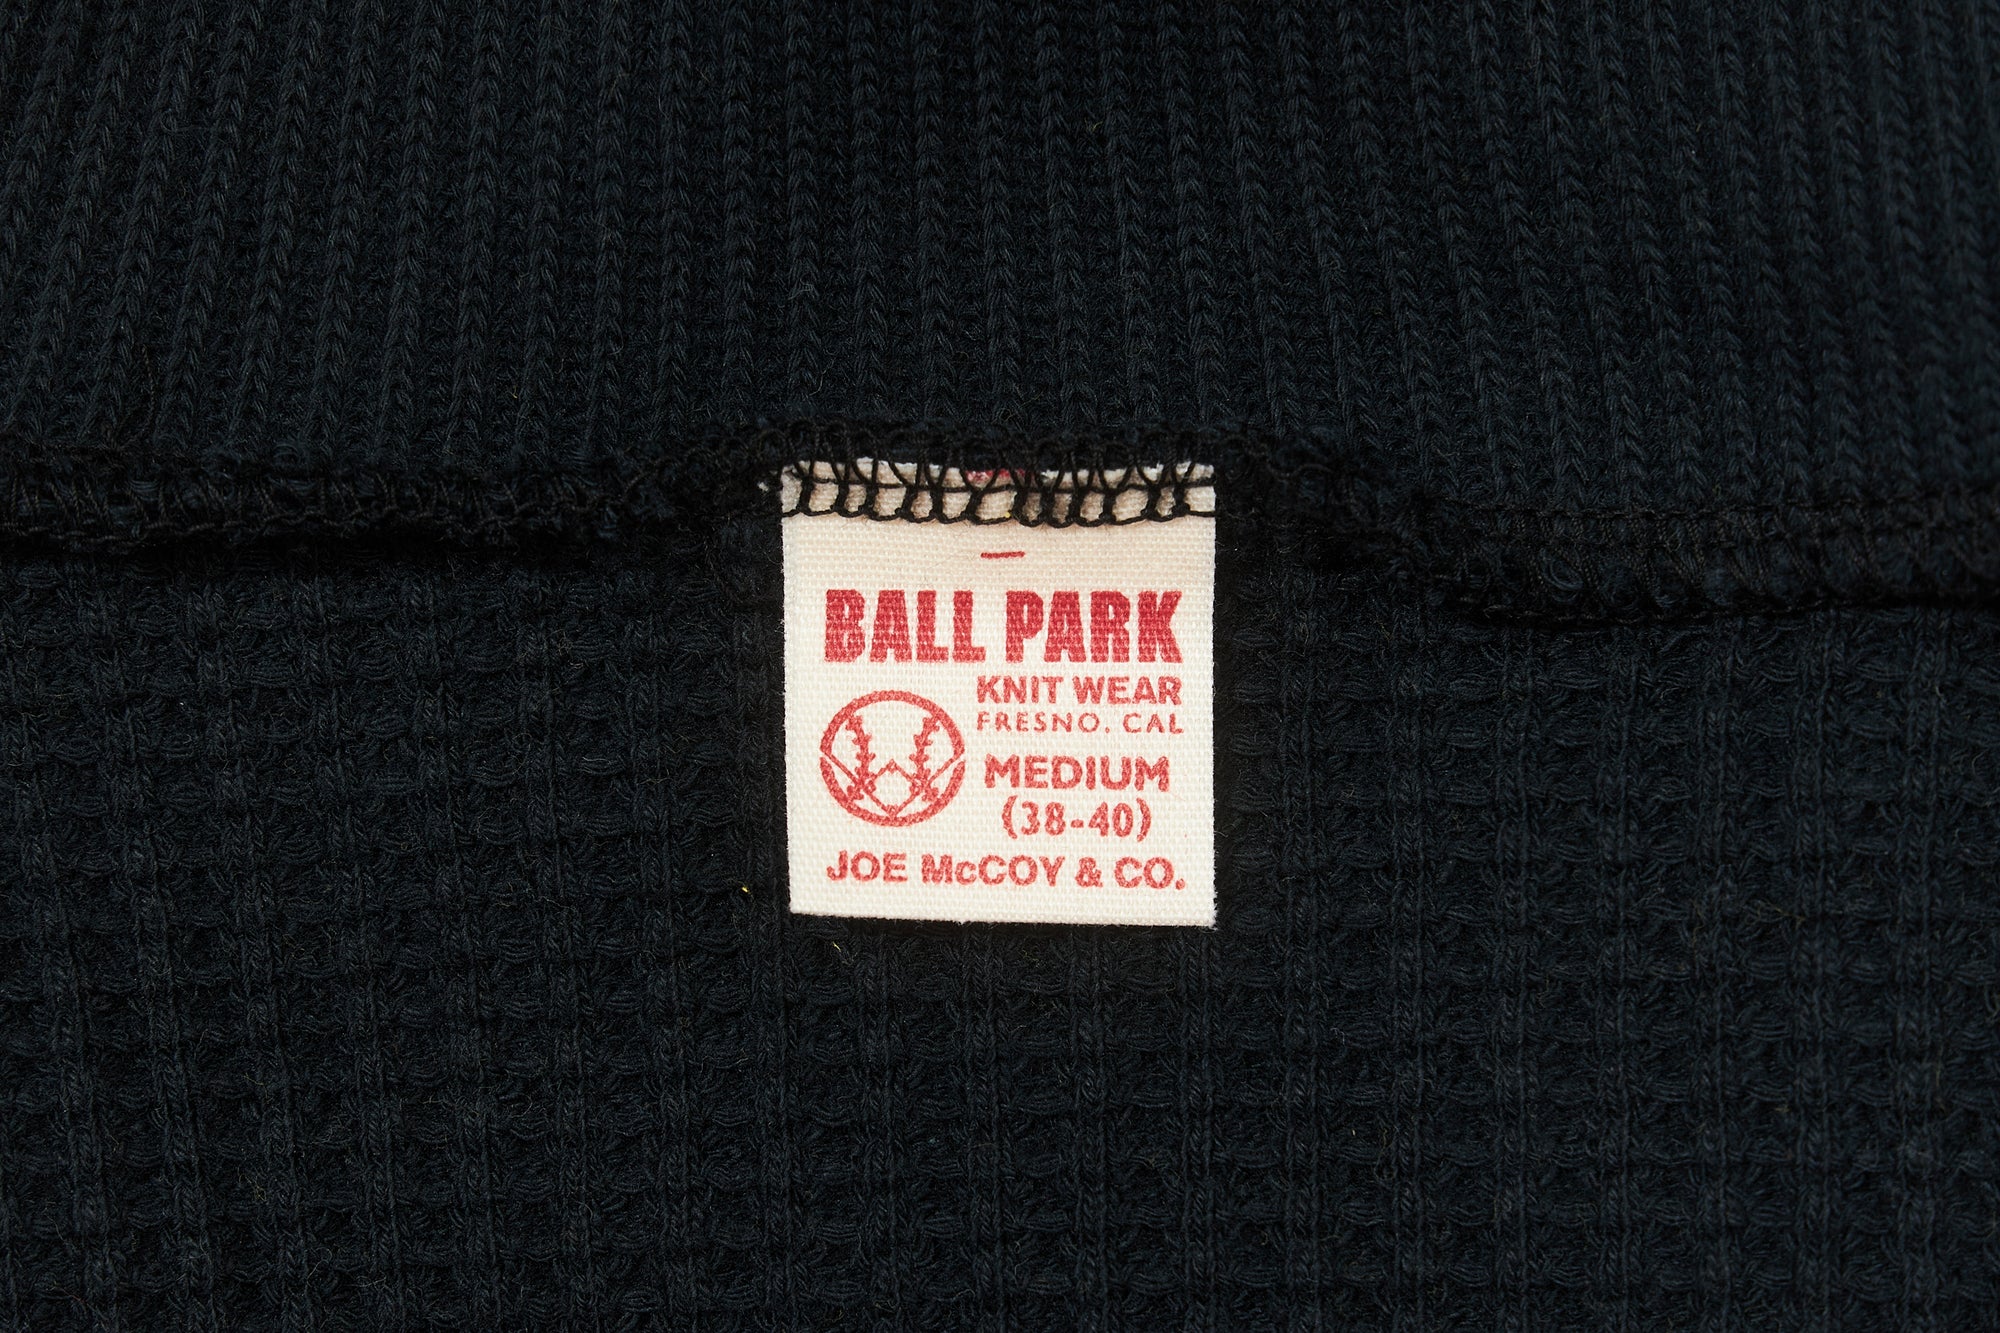 BALL PARK
KNIT WEAR
FRESNO. CAL
MEDIUM
(38-40)
JOE McCOY & CO.